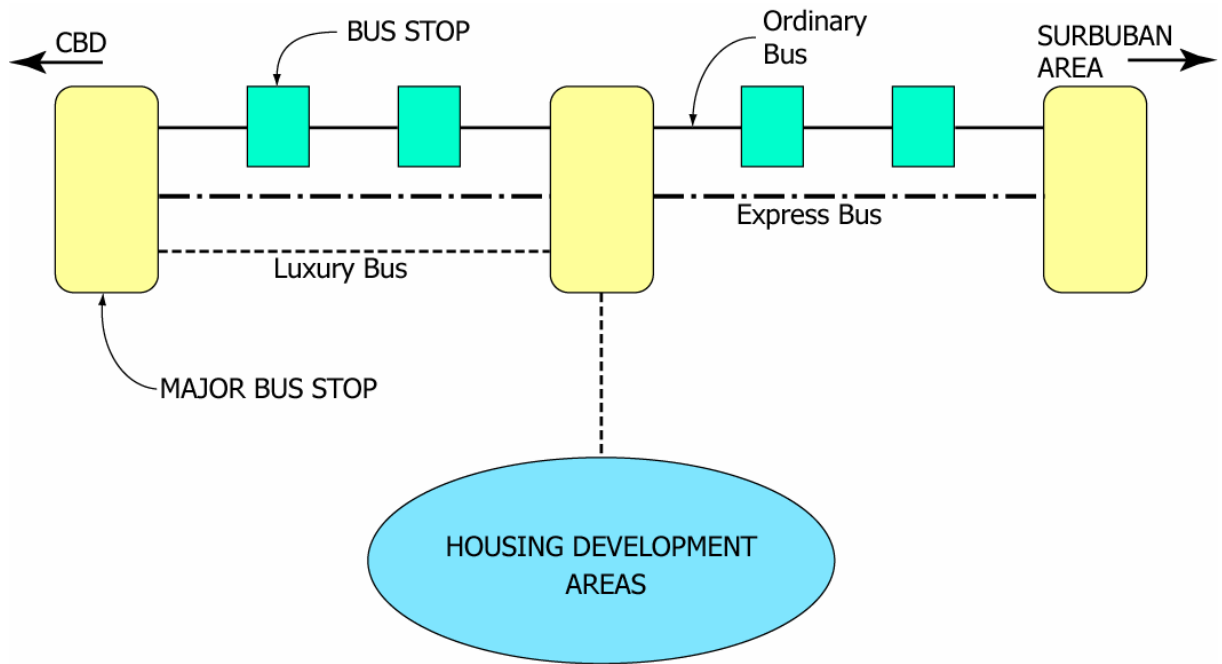 CBD
BUS STOP
Ordinary
Bus
SURBUBAN
AREA
Express Bus
Luxury Bus
MAJOR BUS STOP
HOUSING DEVELOPMENT
AREAS